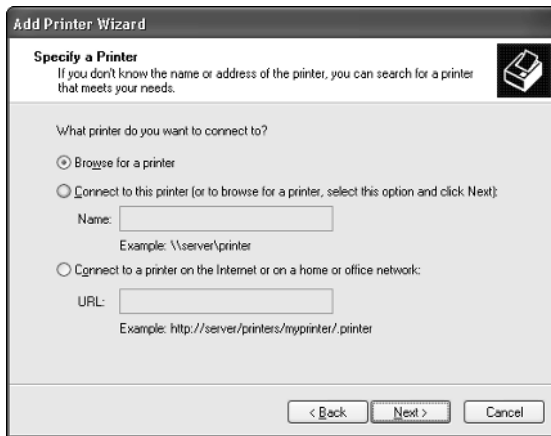 Add Printer Wizard
Specify a Printer
If you don't know the name or address of the printer, you can search for a printer
that meets your needs.
What printer do you want to connect to?
Browse for a printer
Connect to this printer (or to browse for a printer, select this option and click Next):
Name:
Example: \\server\printer
Connect to a printer on the Internet or on a home or office network:
URL:
Example: http://server/printers/myprinter/.printer
< Back Next > Cancel